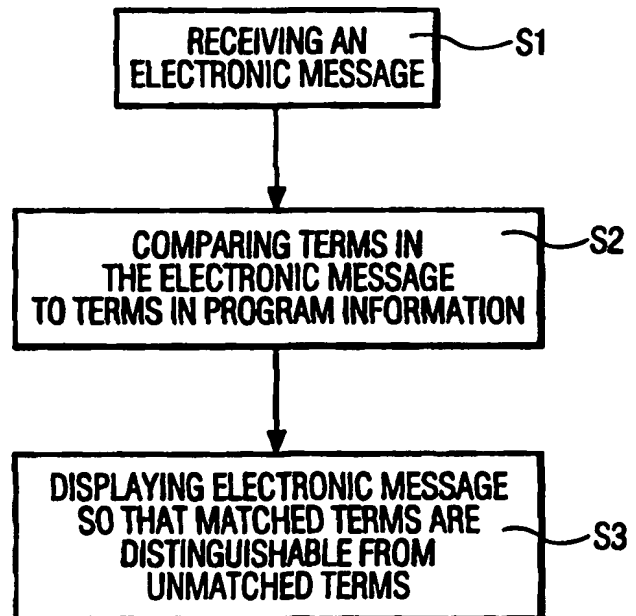 RECEIVING AN
ELECTRONIC MESSAGE
S1
COMPARING TERMS IN
THE ELECTRONIC MESSAGE
TO TERMS IN PROGRAM INFORMATION
S2
DISPLAYING ELECTRONIC MESSAGE
SO THAT MATCHED TERMS ARE
DISTINGUISHABLE FROM
UNMATCHED TERMS
S3